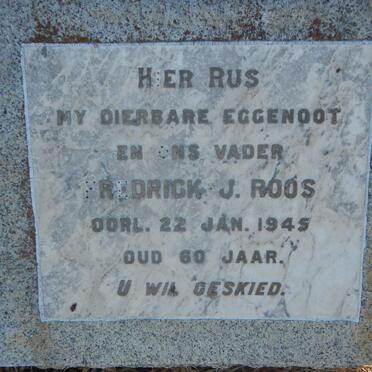 HIER RUS
MY DIERBARE EGGENOOT
EN ONS VADER
FREDRICK J. ROOS
OORL. 22 JAN. 1945
OUD 60 JAAR.
U WIL GESKIED.